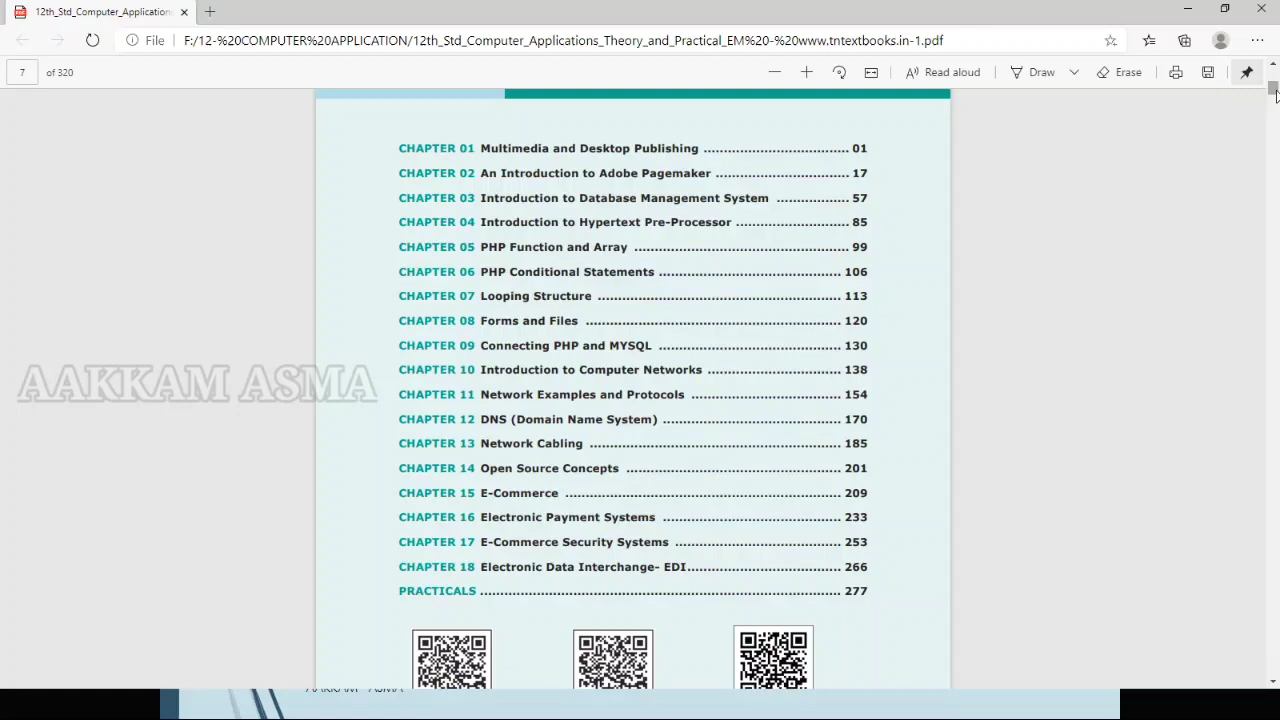 12th_Std_Computer_Applications_
File F:/12-%20COMPUTER%20APPLICATION/12th_Std_Computer_Applications_Theory_and_Practical_EM%20-%20www.tntextbooks.in-1.pdf
7 of 320 Read aloud Draw Erase
CHAPTER 01 Multimedia and Desktop Publishing .................................... 01
CHAPTER 02 An Introduction to Adobe Pagemaker ................................. 17
CHAPTER 03 Introduction to Database Management System .................. 57
CHAPTER 04 Introduction to Hypertext Pre-Processor ............................ 85
CHAPTER 05 PHP Function and Array ..................................................... 99
CHAPTER 06 PHP Conditional Statements ............................................. 106
CHAPTER 07 Looping Structure ............................................................ 113
CHAPTER 08 Forms and Files ............................................................... 120
CHAPTER 09 Connecting PHP and MYSQL ............................................. 130
CHAPTER 10 Introduction to Computer Networks ................................. 138
CHAPTER 11 Network Examples and Protocols ..................................... 154
CHAPTER 12 DNS (Domain Name System) ............................................ 170
CHAPTER 13 Network Cabling .............................................................. 185
CHAPTER 14 Open Source Concepts ..................................................... 201
CHAPTER 15 E-Commerce .................................................................... 209
CHAPTER 16 Electronic Payment Systems ............................................ 233
CHAPTER 17 E-Commerce Security Systems ......................................... 253
CHAPTER 18 Electronic Data Interchange- EDI...................................... 266
PRACTICALS ......................................................................................... 277
AAKKAM ASMA
AAKKAM ASMA